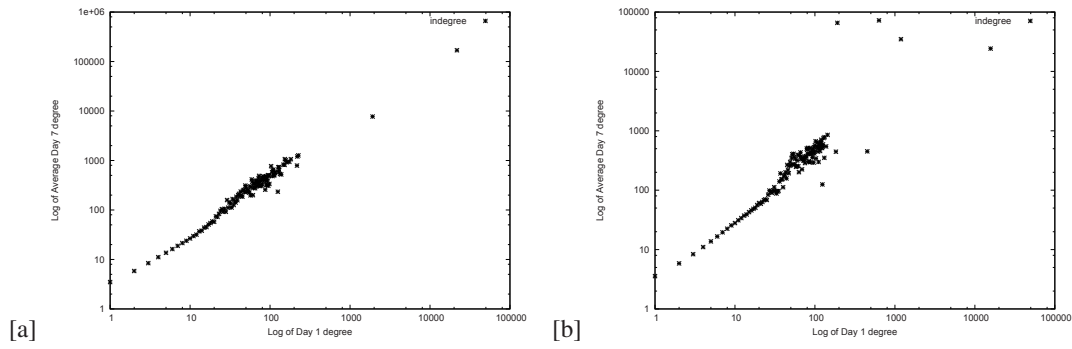 1e+06
indegree
100000
10000
1000
100
10
1
1 10 100 1000 10000 100000
Log of Average Day 7 degree
Log of Day 1 degree
[a]
100000
indegree
10000
1000
100
10
1
1 10 100 1000 10000 100000
Log of Average Day 7 degree
Log of Day 1 degree
[b]